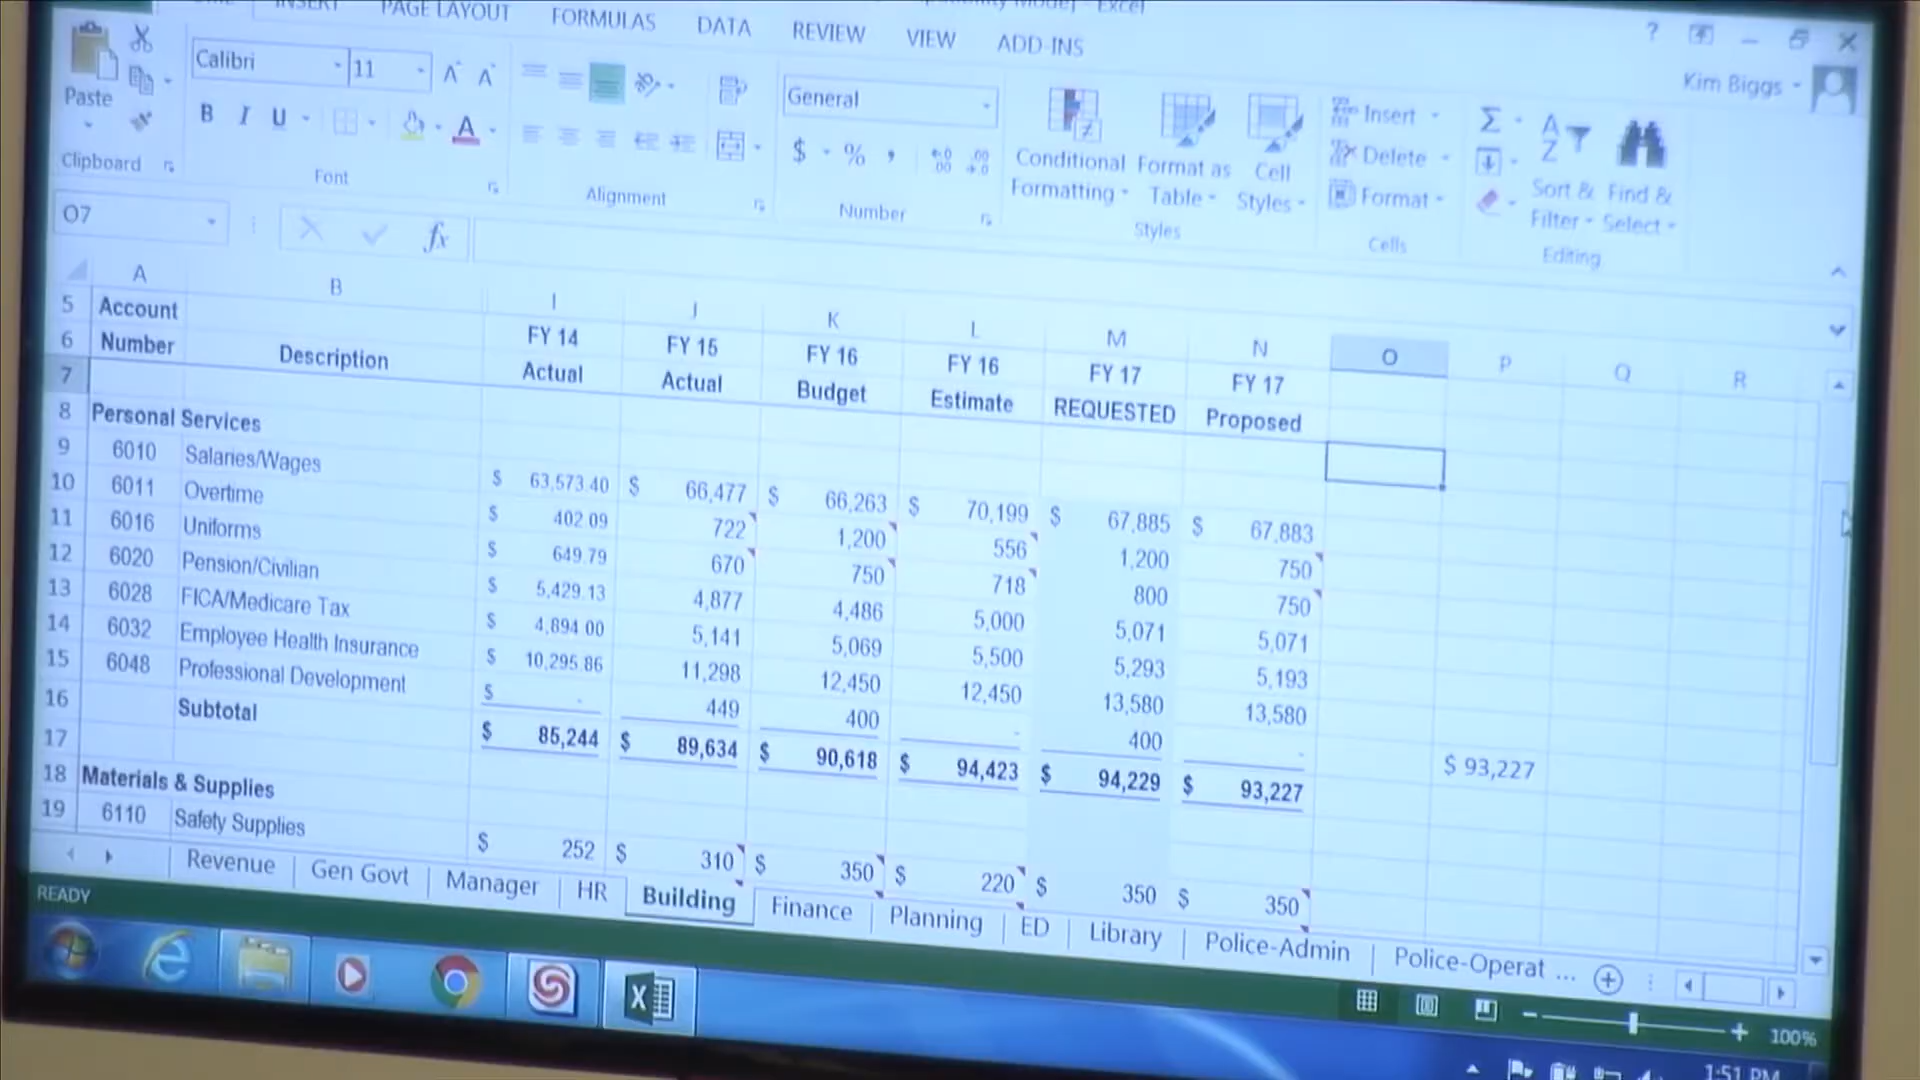 PAGE LAYOUT FORMULAS DATA REVIEW VIEW ADD-INS
Excel
? 
Kim Biggs
Paste
Clipboard
Calibri 11 A A
B I U A
Font
Alignment
General
$ % ,
Number
Conditional Formatting
Format as Table
Cell Styles
Styles
Insert
Delete
Format
Cells
Sort & Filter
Find & Select
Editing
O7 fx
A B I J K L M N O P Q R
5 Account FY 14 FY 15 FY 16 FY 16 FY 17 FY 17
6 Number Description Actual Actual Budget Estimate REQUESTED Proposed
7
8 Personal Services
9 6010 Salaries/Wages $ 63,573.40 $ 66,477 $ 66,263 $ 70,199 $ 67,885 $ 67,883
10 6011 Overtime $ 402.09 722 1,200 556 1,200 750
11 6016 Uniforms $ 649.79 670 750 718 800 750
12 6020 Pension/Civilian $ 5,429.13 4,877 4,486 5,000 5,071 5,071
13 6028 FICA/Medicare Tax $ 4,894.00 5,141 5,069 5,500 5,293 5,193
14 6032 Employee Health Insurance $ 10,295.86 11,298 12,450 12,450 13,580 13,580
15 6048 Professional Development $ - 449 400 - 400 -
16 Subtotal $ 85,244 $ 89,634 $ 90,618 $ 94,423 $ 94,229 $ 93,227 $ 93,227
17
18 Materials & Supplies
19 6110 Safety Supplies $ 252 $ 310 $ 350 $ 220 $ 350 $ 350
Revenue Gen Govt Manager HR Building Finance Planning ED Library Police-Admin Police-Operat ...
READY
100%
1:51 PM